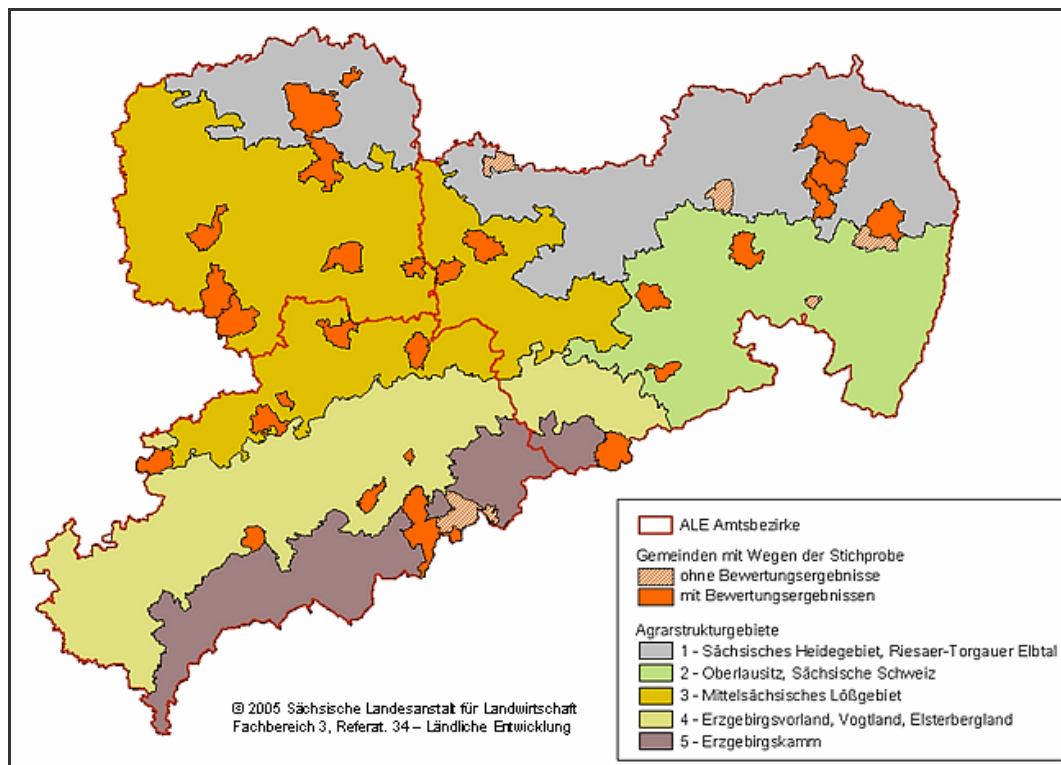 ALE Amtsbezirke
Gemeinden mit Wegen der Stichprobe
ohne Bewertungsergebnisse
mit Bewertungsergebnissen
Agrarstrukturgebiete
1 - Sächsisches Heidegebiet, Riesaer-Torgauer Elbtal
2 - Oberlausitz, Sächsische Schweiz
3 - Mittelsächsisches Lößgebiet
4 - Erzgebirgsvorland, Vogtland, Elsterbergland
5 - Erzgebirgskamm
© 2005 Sächsische Landesanstalt für Landwirtschaft
Fachbereich 3, Referat. 34 – Ländliche Entwicklung